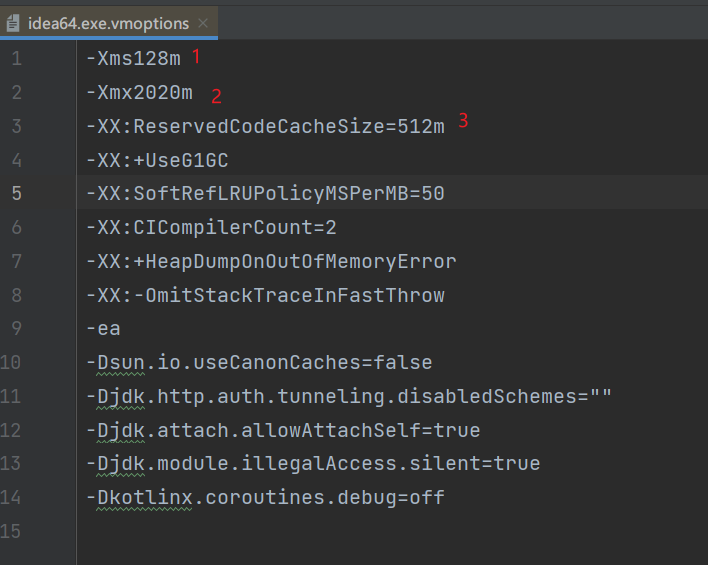 idea64.exe.vmoptions
1 -Xms128m 1
2 -Xmx2020m 2
3 -XX:ReservedCodeCacheSize=512m 3
4 -XX:+UseG1GC
5 -XX:SoftRefLRUPolicyMSPerMB=50
6 -XX:CICompilerCount=2
7 -XX:+HeapDumpOnOutOfMemoryError
8 -XX:-OmitStackTraceInFastThrow
9 -ea
10 -Dsun.io.useCanonCaches=false
11 -Djdk.http.auth.tunneling.disabledSchemes=""
12 -Djdk.attach.allowAttachSelf=true
13 -Djdk.module.illegalAccess.silent=true
14 -Dkotlinx.coroutines.debug=off
15